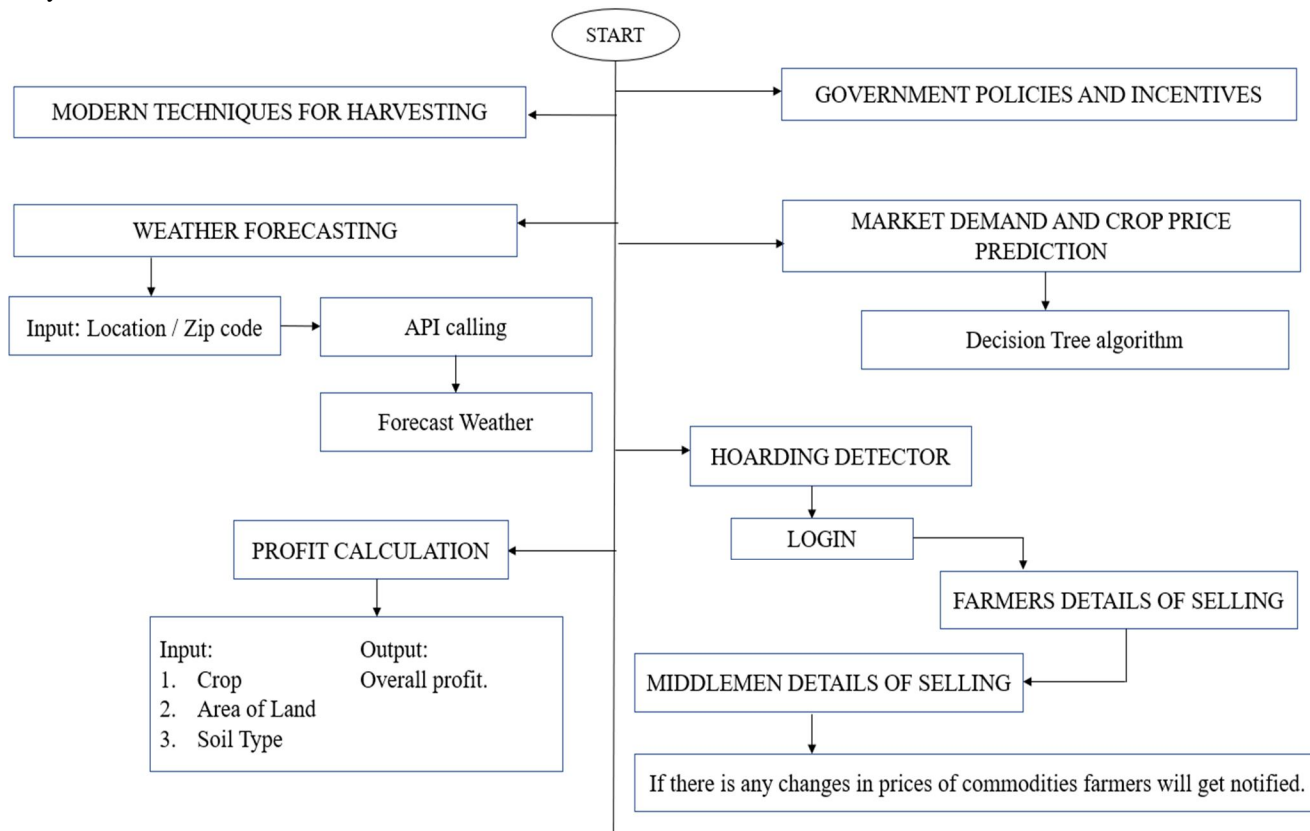 START
GOVERNMENT POLICIES AND INCENTIVES
MODERN TECHNIQUES FOR HARVESTING
WEATHER FORECASTING
MARKET DEMAND AND CROP PRICE
PREDICTION
Input: Location / Zip code
API calling
Decision Tree algorithm
Forecast Weather
HOARDING DETECTOR
LOGIN
PROFIT CALCULATION
FARMERS DETAILS OF SELLING
Input:
1. Crop
2. Area of Land
3. Soil Type
Output:
Overall profit.
MIDDLEMEN DETAILS OF SELLING
If there is any changes in prices of commodities farmers will get notified.